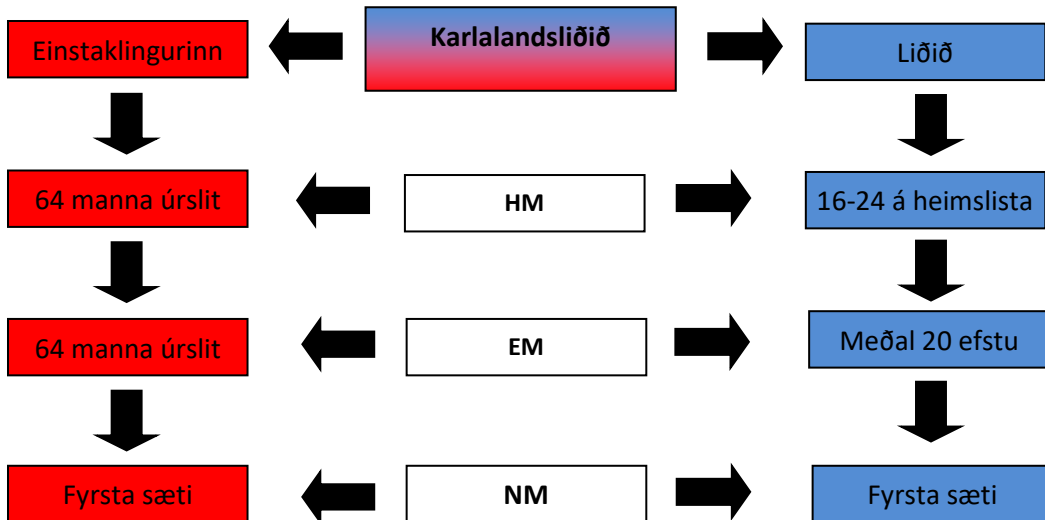 Einstaklingurinn
Karlalandsliðið
Liðið
64 manna úrslit
HM
16-24 á heimslista
64 manna úrslit
EM
Meðal 20 efstu
Fyrsta sæti
NM
Fyrsta sæti